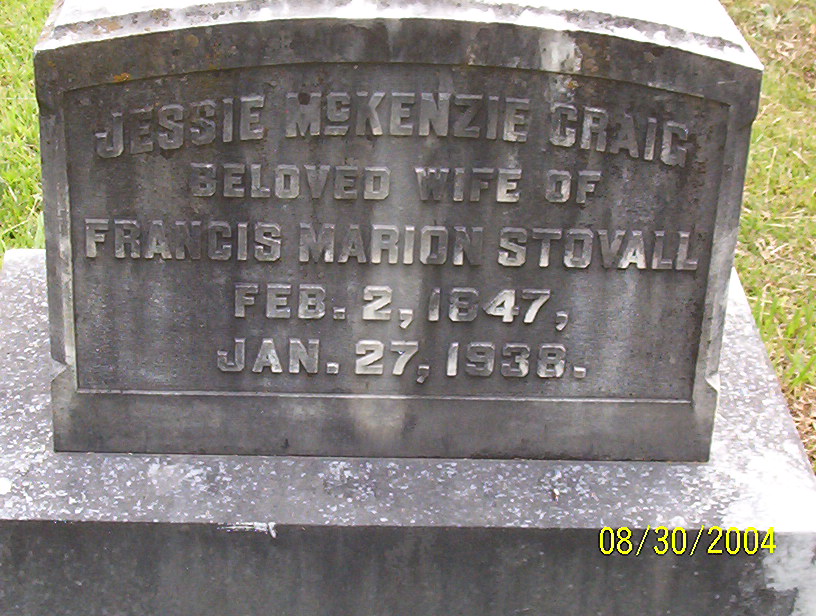 JESSIE McKENZIE CRAIG
BELOVED WIFE OF
FRANCIS MARION STOVALL
FEB. 2, 1847,
JAN. 27, 1938.
08/30/2004